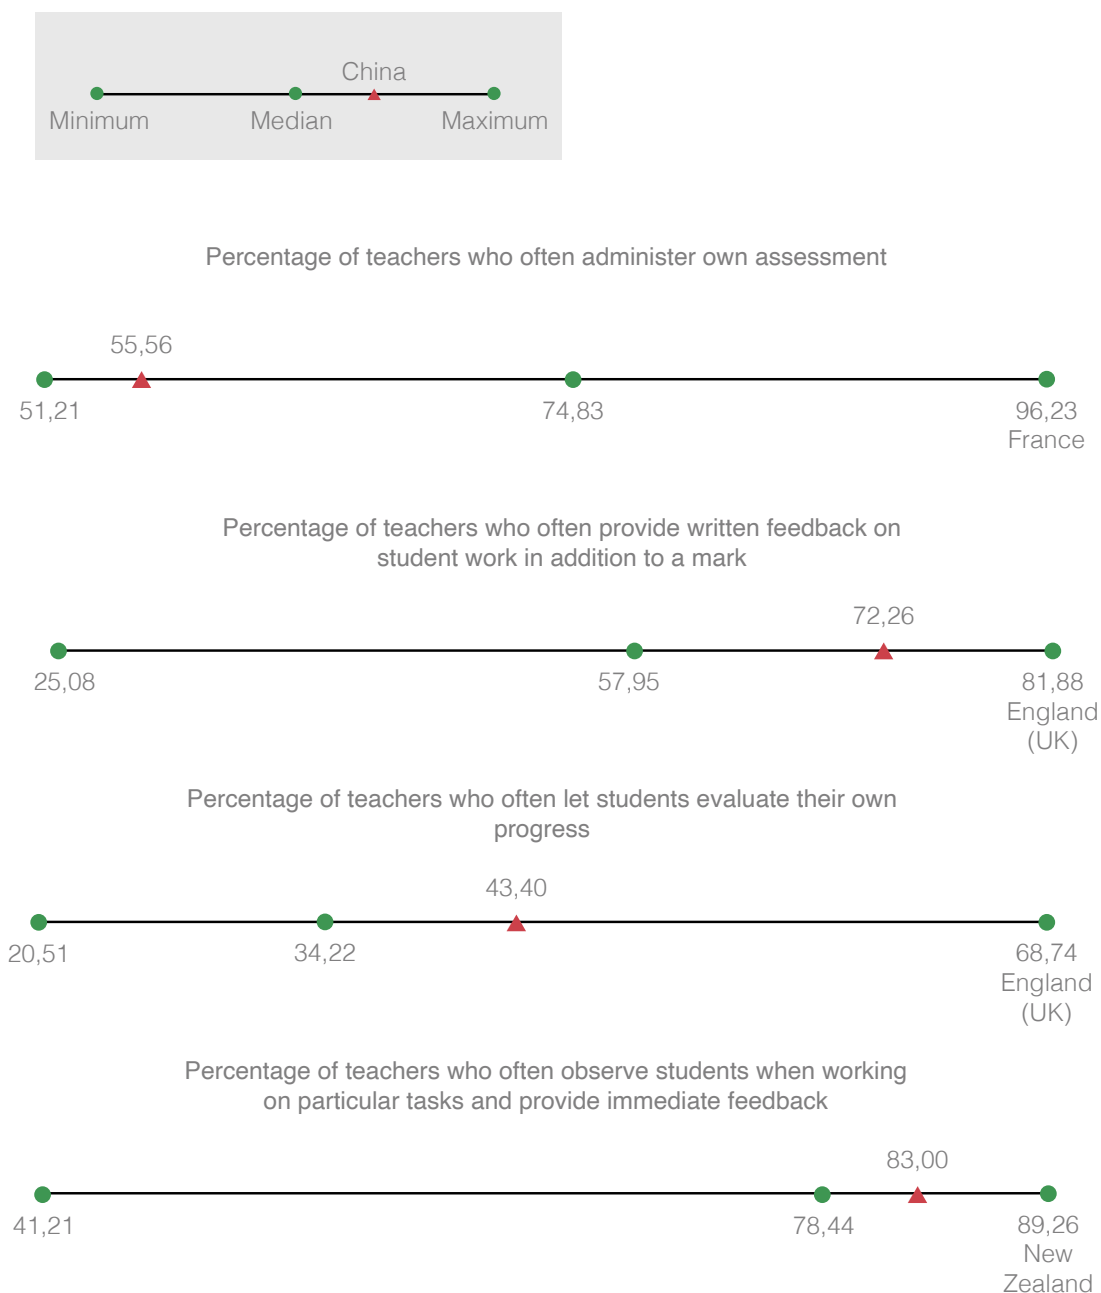 China
Minimum Median Maximum
Percentage of teachers who often administer own assessment
55,56
51,21 74,83 96,23
France
Percentage of teachers who often provide written feedback on
student work in addition to a mark
72,26
25,08 57,95 81,88
England
(UK)
Percentage of teachers who often let students evaluate their own
progress
43,40
20,51 34,22 68,74
England
(UK)
Percentage of teachers who often observe students when working
on particular tasks and provide immediate feedback
83,00
41,21 78,44 89,26
New
Zealand